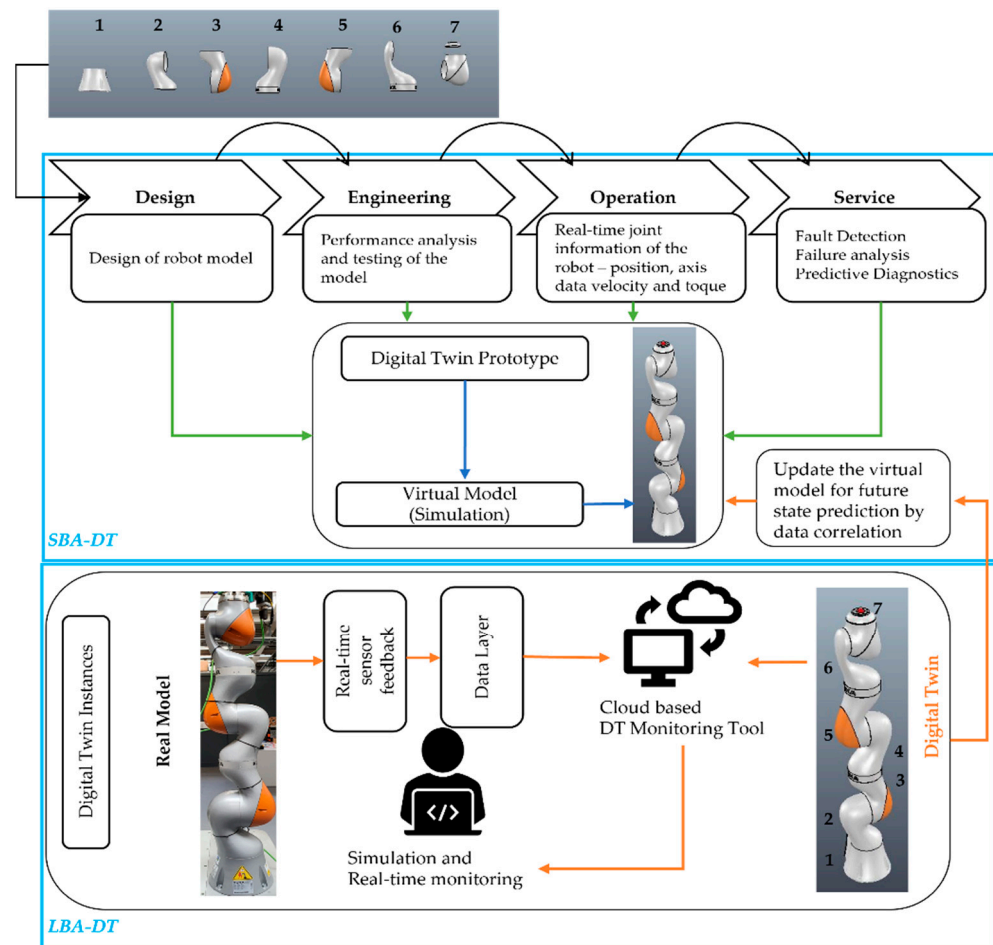 1 2 3 4 5 6 7
Design
Engineering
Operation
Service
Design of robot model
Performance analysis
and testing of the
model
Real-time joint
information of the
robot – position, axis
data velocity and toque
Fault Detection
Failure analysis
Predictive Diagnostics
Digital Twin Prototype
Virtual Model
(Simulation)
Update the virtual
model for future
state prediction by
data correlation
SBA-DT
Digital Twin Instances
Real Model
Real-time
sensor
feedback
Data Layer
Cloud based
DT Monitoring Tool
</>
Simulation and
Real-time monitoring
7
6
5
4
3
2
1
Digital Twin
LBA-DT